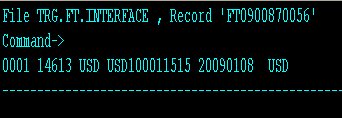 File TRG.FT.INTERFACE , Record 'FT0900870056'
Command->
0001 14613 USD USD100011515 20090108  USD
------------------------------------------------